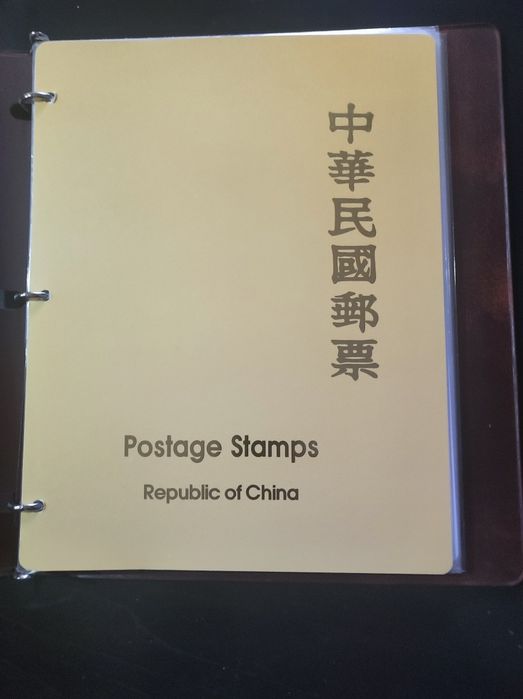 中華民國郵票
Postage Stamps
Republic of China